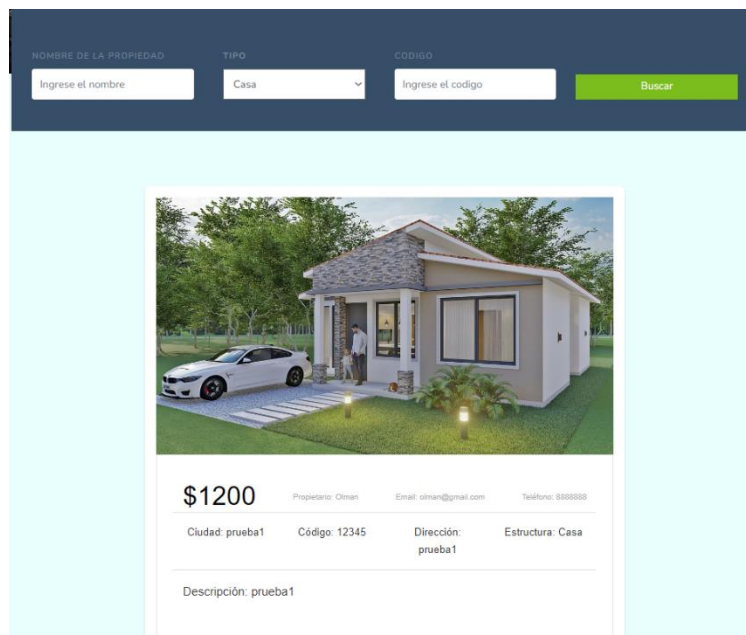 NOMBRE DE LA PROPIEDAD TIPO CODIGO
Ingrese el nombre Casa Ingrese el codigo Buscar
$1200 Propietario: Olman Email: olman@gmail.com Teléfono: 8888888
Ciudad: prueba1 Código: 12345 Dirección: Estructura: Casa
prueba1
Descripción: prueba1